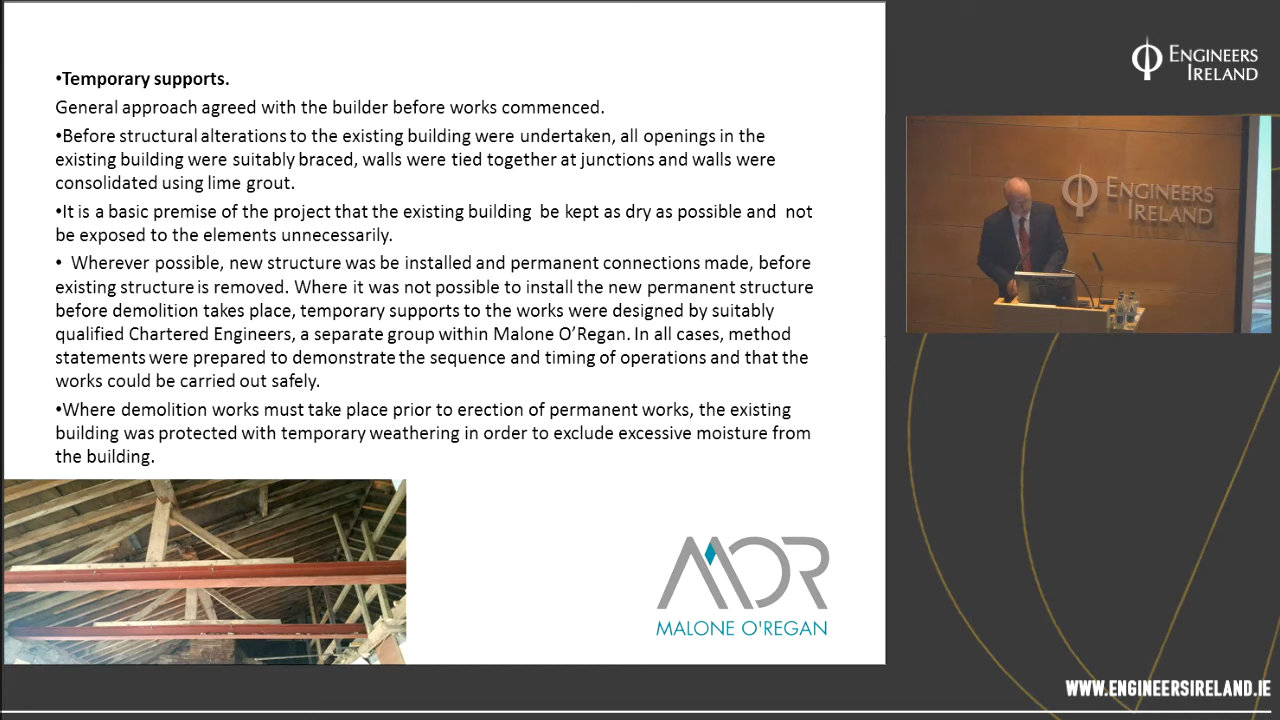 •Temporary supports.
General approach agreed with the builder before works commenced.
•Before structural alterations to the existing building were undertaken, all openings in the
existing building were suitably braced, walls were tied together at junctions and walls were
consolidated using lime grout.
•It is a basic premise of the project that the existing building  be kept as dry as possible and  not
be exposed to the elements unnecessarily.
•  Wherever possible, new structure was be installed and permanent connections made, before
existing structure is removed. Where it was not possible to install the new permanent structure
before demolition takes place, temporary supports to the works were designed by suitably
qualified Chartered Engineers, a separate group within Malone O'Regan. In all cases, method
statements were prepared to demonstrate the sequence and timing of operations and that the
works could be carried out safely.
•Where demolition works must take place prior to erection of permanent works, the existing
building was protected with temporary weathering in order to exclude excessive moisture from
the building.
MOR
MALONE O'REGAN
ENGINEERS
IRELAND
ENGINEERS
IRELAND
WWW.ENGINEERSIRELAND.IE